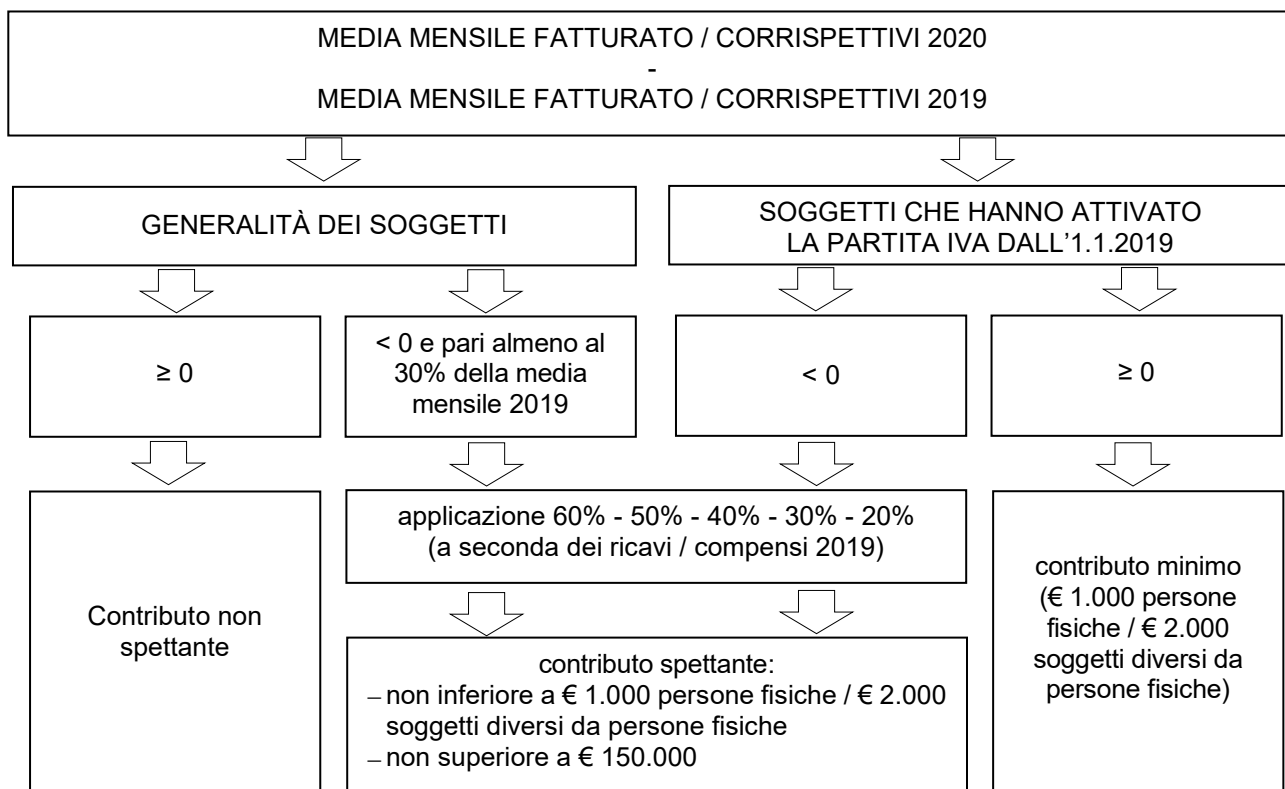 MEDIA MENSILE FATTURATO / CORRISPETTIVI 2020
-
MEDIA MENSILE FATTURATO / CORRISPETTIVI 2019
GENERALITÀ DEI SOGGETTI
SOGGETTI CHE HANNO ATTIVATO
LA PARTITA IVA DALL’1.1.2019
≥ 0
< 0 e pari almeno al
30% della media
mensile 2019
< 0
≥ 0
Contributo non
spettante
applicazione 60% - 50% - 40% - 30% - 20%
(a seconda dei ricavi / compensi 2019)
contributo minimo
(€ 1.000 persone
fisiche / € 2.000
soggetti diversi da
persone fisiche)
contributo spettante:
– non inferiore a € 1.000 persone fisiche / € 2.000
soggetti diversi da persone fisiche
– non superiore a € 150.000